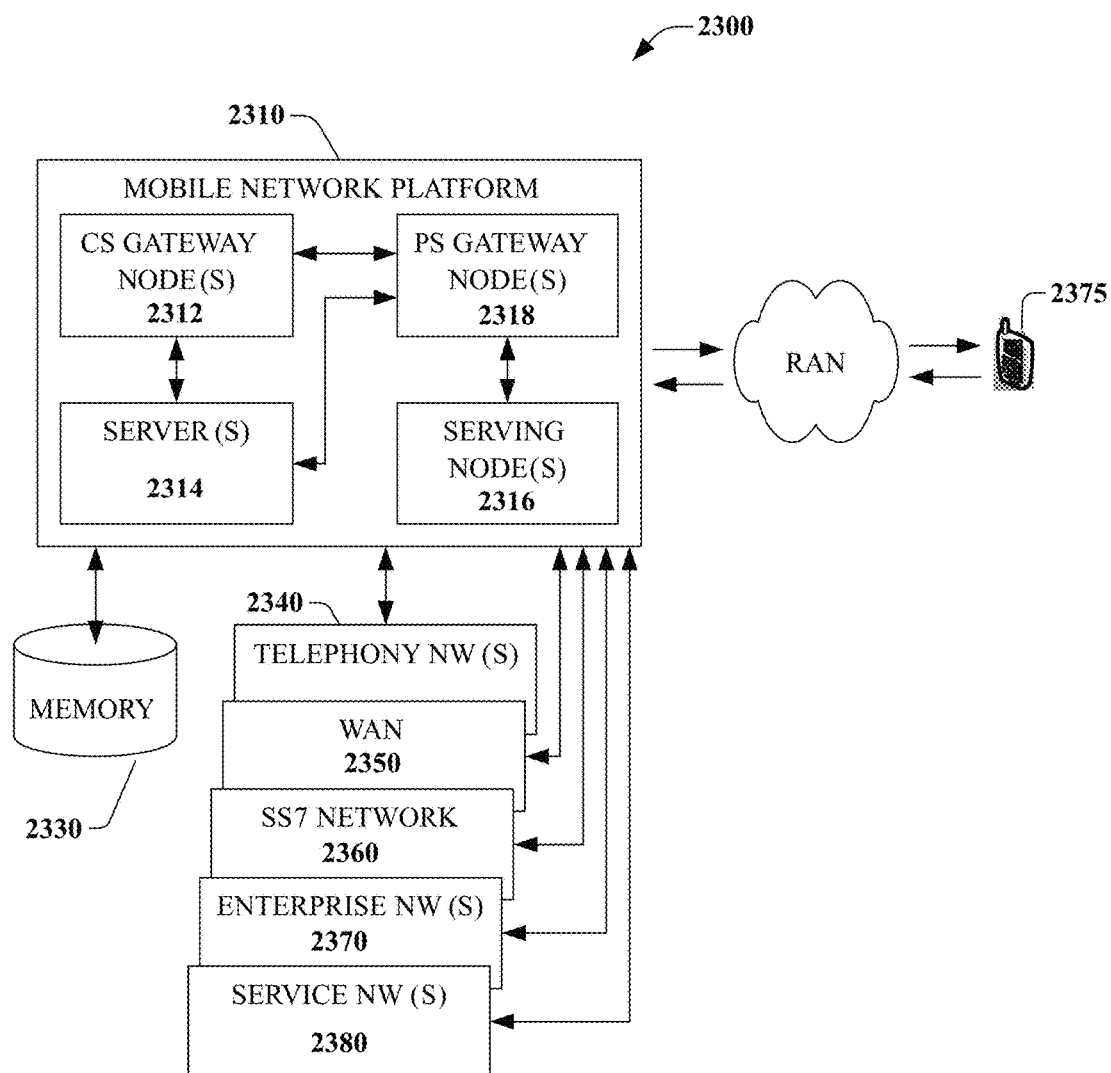 2300
2310
MOBILE NETWORK PLATFORM
CS GATEWAY
NODE(S)
2312
PS GATEWAY
NODE(S)
2318
SERVER(S)
2314
SERVING
NODE(S)
2316
RAN
2375
2340
TELEPHONY NW(S)
MEMORY
2330
WAN
2350
SS7 NETWORK
2360
ENTERPRISE NW(S)
2370
SERVICE NW(S)
2380